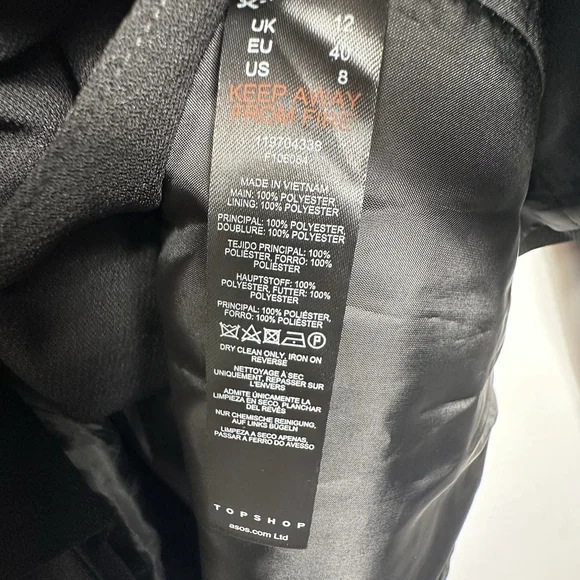 UK 12
EU 40
US 8
KEEP AWAY
FROM FIRE
119704338
F106084
MADE IN VIETNAM
MAIN: 100% POLYESTER,
LINING: 100% POLYESTER
PRINCIPAL: 100% POLYESTER,
DOUBLURE: 100% POLYESTER
TEJIDO PRINCIPAL: 100%
POLIÉSTER, FORRO: 100%
POLIÉSTER
HAUPTSTOFF: 100%
POLYESTER, FUTTER: 100%
POLYESTER
PRINCIPAL: 100% POLIÉSTER,
FORRO: 100% POLIÉSTER
P
DRY CLEAN ONLY, IRON ON
REVERSE
NETTOYAGE À SEC
UNIQUEMENT, REPASSER SUR
L'ENVERS
ADMITE ÚNICAMENTE LA
LIMPIEZA EN SECO, PLANCHAR
DEL REVÉS
NUR CHEMISCHE REINIGUNG,
AUF LINKS BÜGELN
LIMPEZA A SECO APENAS,
PASSAR A FERRO DO AVESSO
TOPSHOP
asos.com Ltd